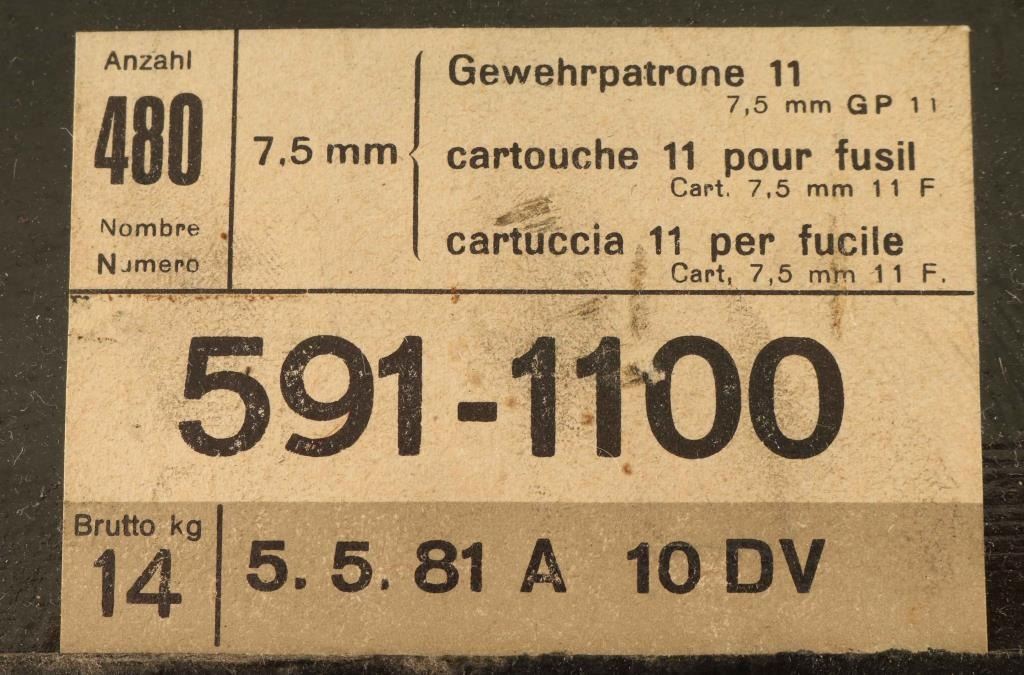 Anzahl
480
Nombre
Numero
7,5 mm
Gewehrpatrone 11
7,5 mm GP 11
cartouche 11 pour fusil
Cart. 7,5 mm 11 F.
cartuccia 11 per fucile
Cart, 7,5 mm 11 F.
591-1100
Brutto kg
14
5. 5. 81 A 10 DV